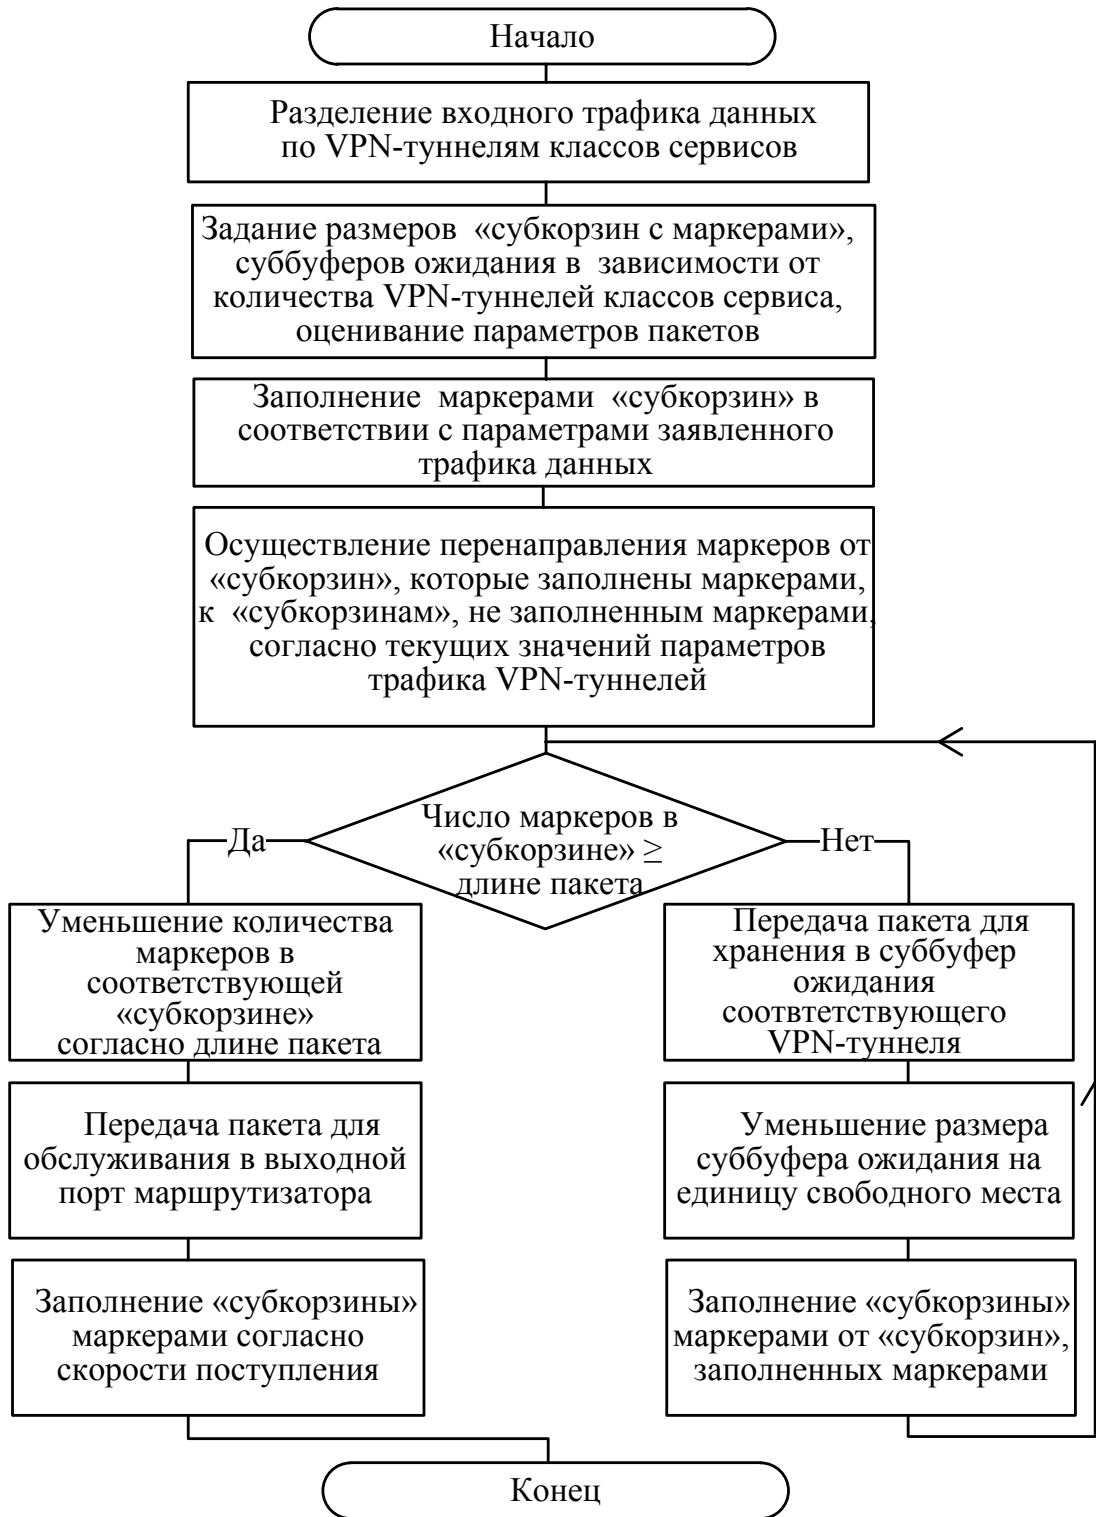 Начало
Разделение входного трафика данных
по VPN-туннелям классов сервисов
Задание размеров «субкорзин с маркерами»,
суббуферов ожидания в зависимости от
количества VPN-туннелей классов сервиса,
оценивание параметров пакетов
Заполнение маркерами «субкорзин» в
соответствии с параметрами заявленного
трафика данных
Осуществление перенаправления маркеров от
«субкорзин», которые заполнены маркерами,
к «субкорзинам», не заполненным маркерами,
согласно текущих значений параметров
трафика VPN-туннелей
Число маркеров в
«субкорзине» ≥
длине пакета
Да
Нет
Уменьшение количества
маркеров в
соответствующей
«субкорзине»
согласно длине пакета
Передача пакета для
хранения в суббуфер
ожидания
соотвтетствующего
VPN-туннеля
Передача пакета для
обслуживания в выходной
порт маршрутизатора
Уменьшение размера
суббуфера ожидания на
единицу свободного места
Заполнение «субкорзины»
маркерами согласно
скорости поступления
Заполнение «субкорзины»
маркерами от «субкорзин»,
заполненных маркерами
Конец